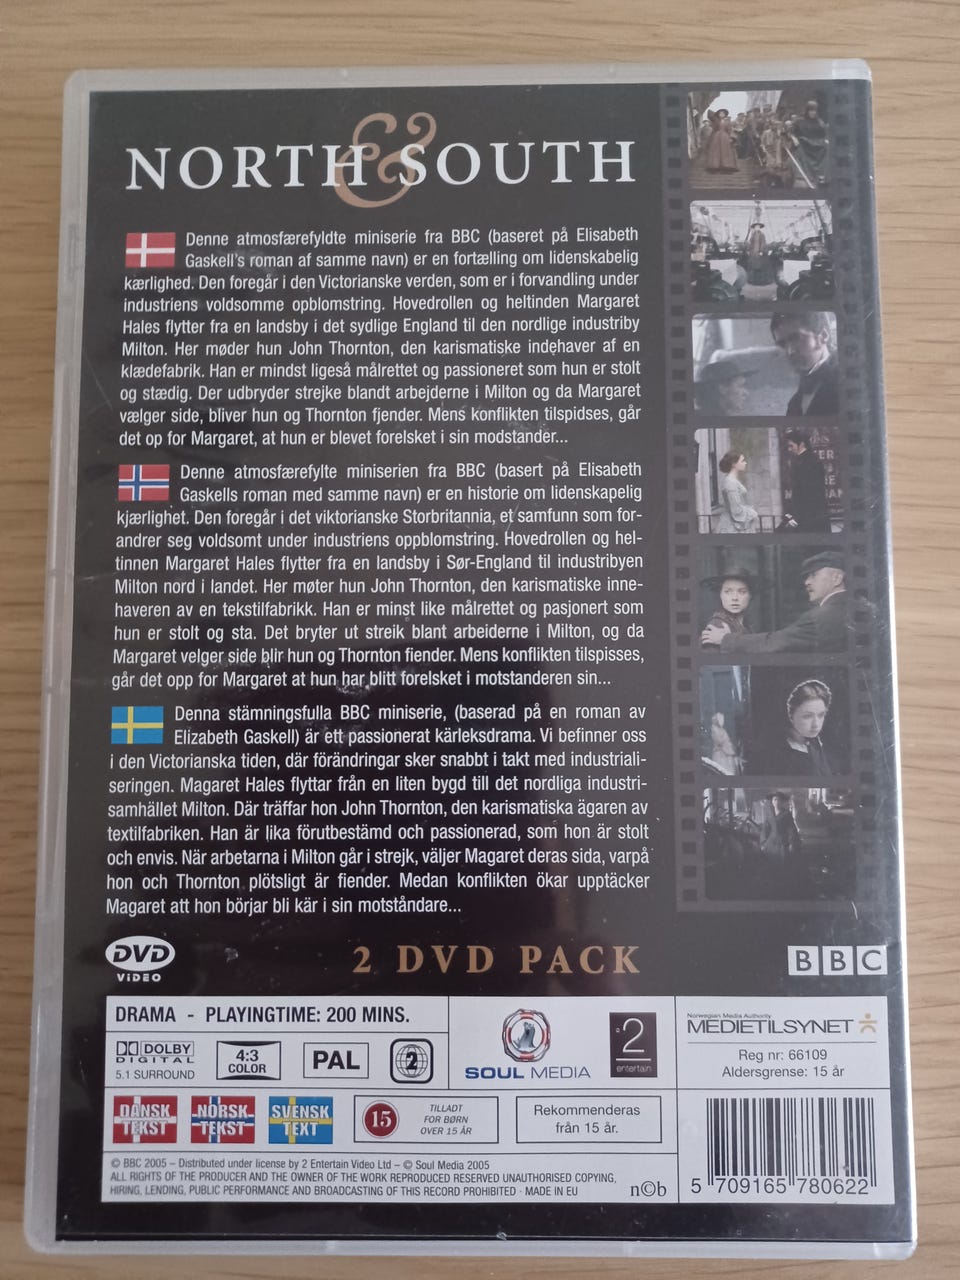 NORTH & SOUTH
Denne atmosfærefyldte miniserie fra BBC (baseret på Elisabeth
Gaskell's roman af samme navn) er en fortælling om lidenskabelig
kærlighed. Den foregår i den Victorianske verden, som er i forvandling under
industriens voldsomme opblomstring. Hovedrollen og heltinden Margaret
Hales flytter fra en landsby i det sydlige England til den nordlige industriby
Milton. Her møder hun John Thornton, den karismatiske indehaver af en
klædefabrik. Han er mindst ligeså målrettet og passioneret som hun er stolt
og stædig. Der udbryder strejke blandt arbejderne i Milton og da Margaret
vælger side, bliver hun og Thornton fjender. Mens konflikten tilspidses, går
det op for Margaret, at hun er blevet forelsket i sin modstander...
Denne atmosfærefylte miniserien fra BBC (basert på Elisabeth
Gaskells roman med samme navn) er en historie om lidenskapelig
kjærlighet. Den foregår i det viktorianske Storbritannia, et samfunn som for-
andrer seg voldsomt under industriens oppblomstring. Hovedrollen og hel-
tinnen Margaret Hales flytter fra en landsby i Sør-England til industribyen
Milton nord i landet. Her møter hun John Thornton, den karismatiske inne-
haveren av en tekstilfabrikk. Han er minst like målrettet og pasjonert som
hun er stolt og sta. Det bryter ut streik blant arbeiderne i Milton, og da
Margaret velger side blir hun og Thornton fiender. Mens konflikten tilspisses,
går det opp for Margaret at hun har blitt forelsket i motstanderen sin...
Denna stämningsfulla BBC miniserie, (baserad på en roman av
Elizabeth Gaskell) är ett passionerat kärleksdrama. Vi befinner oss
i den Victorianska tiden, där förändringar sker snabbt i takt med industriali-
seringen. Magaret Hales flyttar från en liten bygd till det nordliga industri-
samhället Milton. Där träffar hon John Thornton, den karismatiska ägaren av
textilfabriken. Han är lika förutbestämd och passionerad, som hon är stolt
och envis. När arbetarna i Milton går i strejk, väljer Magaret deras sida, varpå
hon och Thornton plötsligt är fiender. Medan konflikten ökar upptäcker
Magaret att hon börjar bli kär i sin motståndare...
DVD VIDEO
2 DVD PACK
BBC
DRAMA - PLAYINGTIME: 200 MINS.
DOLBY
DIGITAL
5.1 SURROUND
4:3
COLOR
PAL
2
SOUL MEDIA
2
entertain
Norwegian Media Authority
MEDIETILSYNET
Reg nr: 66109
Aldersgrense: 15 år
DANSK
TEKST
NORSK
TEKST
SVENSK
TEXT
15
TILLADT
FOR BØRN
OVER 15 ÅR
Rekommenderas
från 15 år.
© BBC 2005 – Distributed under license by 2 Entertain Video Ltd – © Soul Media 2005
ALL RIGHTS OF THE PRODUCER AND THE OWNER OF THE WORK REPRODUCED RESERVED UNAUTHORISED COPYING,
HIRING, LENDING, PUBLIC PERFORMANCE AND BROADCASTING OF THIS RECORD PROHIBITED - MADE IN EU
n©b
5 709165 780622